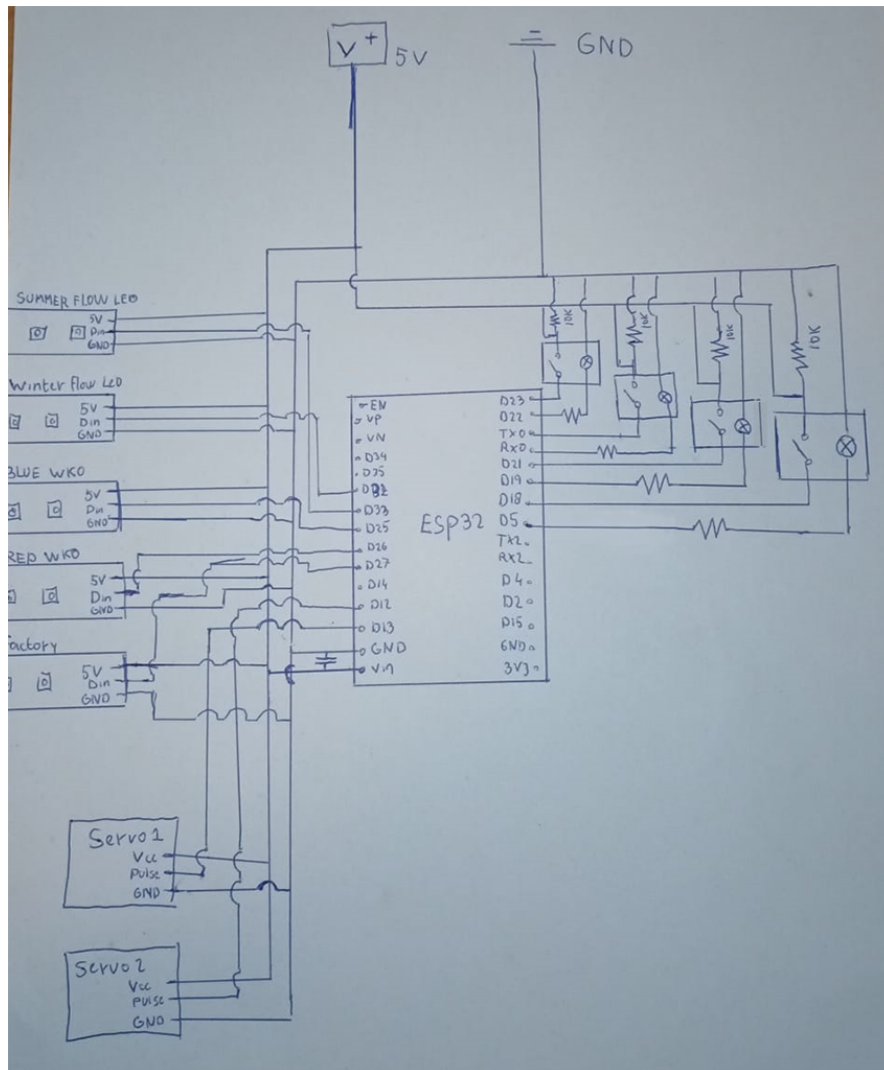 V+ 5V
GND
SUMMER FLOW LED
5V
Din
GND
Winter flow LED
5V
Din
GND
BLUE WKO
5V
Din
GND
RED WKO
5V
Din
GND
factory
5V
Din
GND
10K
10K
10K
10K
ESP32
EN
VP
VN
D34
D35
D32
D33
D25
D26
D27
D14
D12
D13
GND
Vin
D23
D22
TX0
RX0
D21
D19
D18
D5
TX2
RX2
D4
D2
D15
GND
3V3
Servo1
Vcc
Pulse
GND
Servo2
Vcc
Pulse
GND